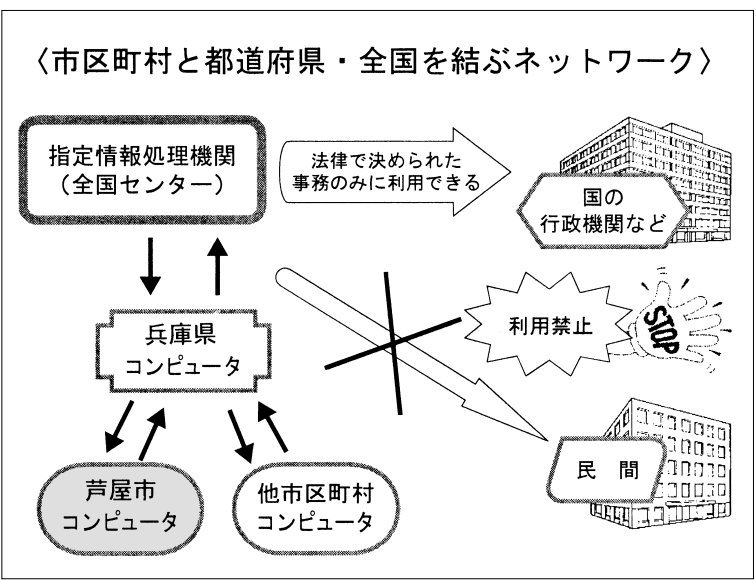 〈市区町村と都道府県・全国を結ぶネットワーク〉
指定情報処理機関
（全国センター）
法律で決められた
事務のみに利用できる
国の
行政機関など
兵庫県
コンピュータ
利用禁止
STOP
芦屋市
コンピュータ
他市区町村
コンピュータ
民　間